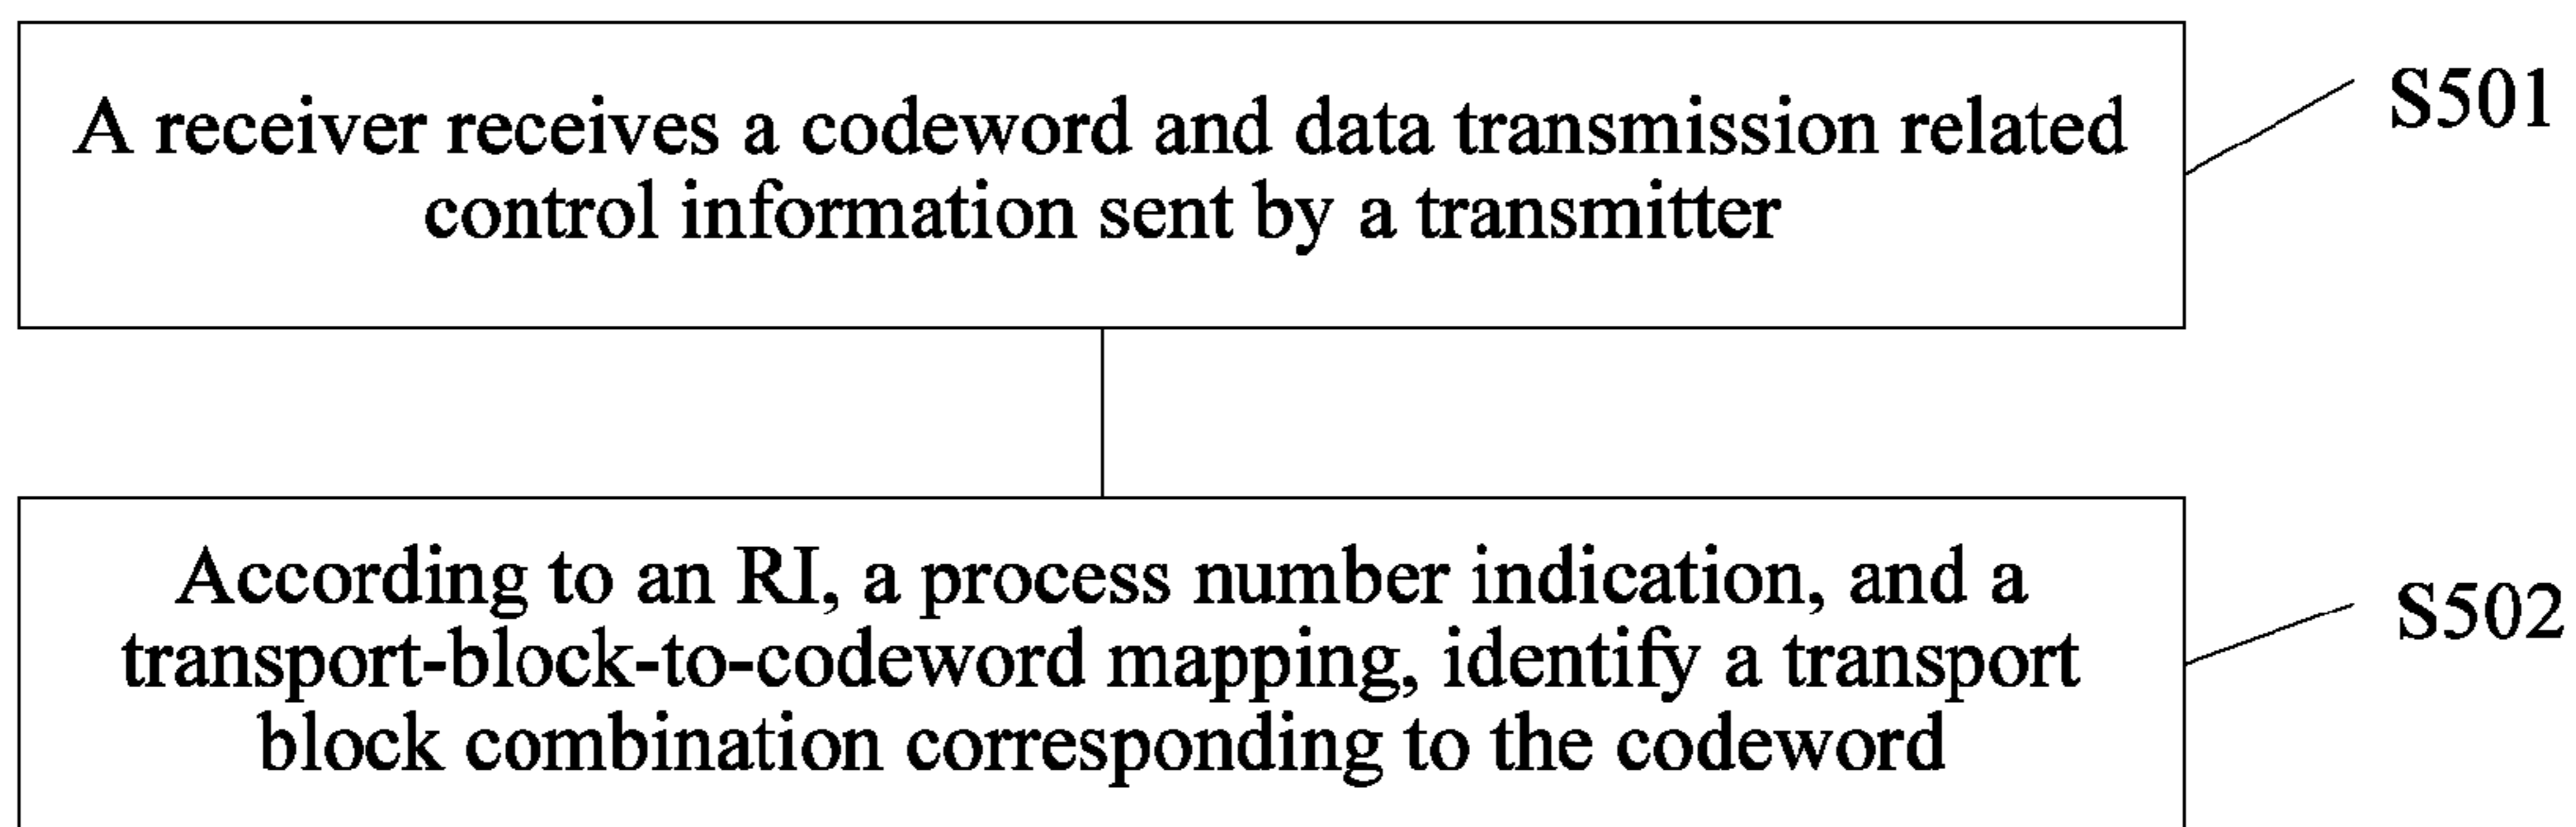 A receiver receives a codeword and data transmission related
control information sent by a transmitter
S501
According to an RI, a process number indication, and a
transport-block-to-codeword mapping, identify a transport
block combination corresponding to the codeword
S502